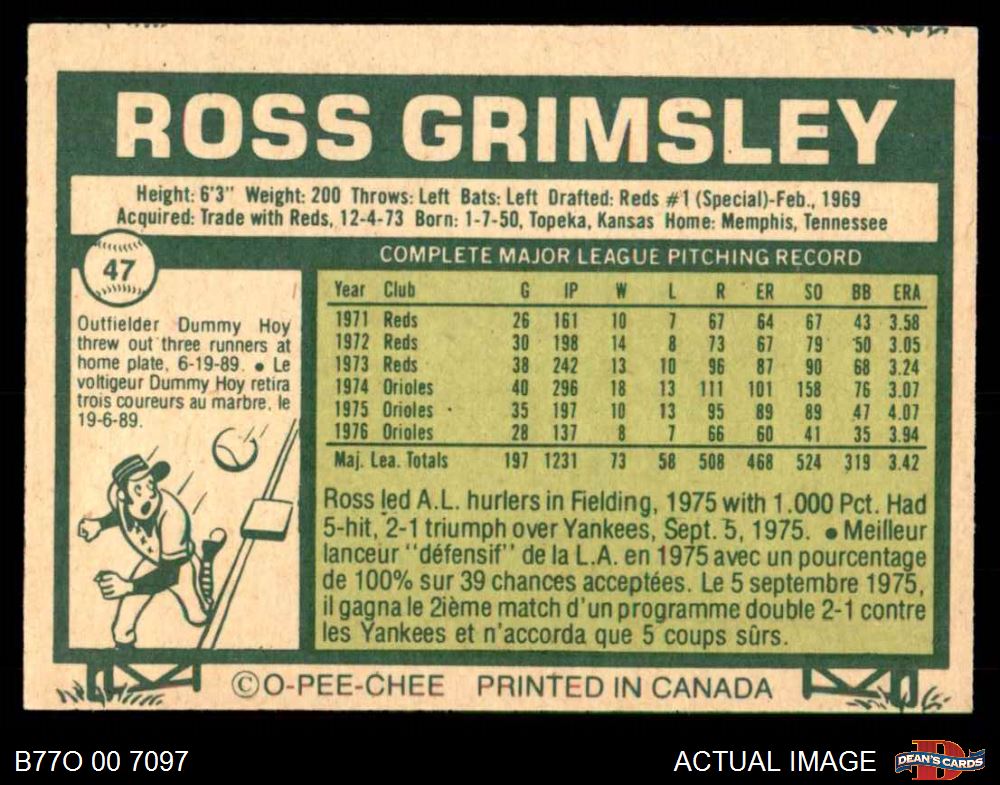 ROSS GRIMSLEY
Height: 6'3" Weight: 200 Throws: Left Bats: Left Drafted: Reds #1 (Special)-Feb., 1969
Acquired: Trade with Reds, 12-4-73 Born: 1-7-50, Topeka, Kansas Home: Memphis, Tennessee
47
Outfielder Dummy Hoy
threw out three runners at
home plate, 6-19-89. • Le
voltigeur Dummy Hoy retira
trois coureurs au marbre, le
19-6-89.
COMPLETE MAJOR LEAGUE PITCHING RECORD
Year Club G IP W L R ER SO BB ERA
1971 Reds 26 161 10 7 67 64 67 43 3.58
1972 Reds 30 198 14 8 73 67 79 50 3.05
1973 Reds 38 242 13 10 96 87 90 68 3.24
1974 Orioles 40 296 18 13 111 101 158 76 3.07
1975 Orioles 35 197 10 13 95 89 89 47 4.07
1976 Orioles 28 137 8 7 66 60 41 35 3.94
Maj. Lea. Totals 197 1231 73 58 508 468 524 319 3.42
Ross led A.L. hurlers in Fielding, 1975 with 1.000 Pct. Had
5-hit, 2-1 triumph over Yankees, Sept. 5, 1975. • Meilleur
lanceur "défensif" de la L.A. en 1975 avec un pourcentage
de 100% sur 39 chances acceptées. Le 5 septembre 1975,
il gagna le 2ième match d'un programme double 2-1 contre
les Yankees et n'accorda que 5 coups sûrs.
©O-PEE-CHEE PRINTED IN CANADA
B77O 00 7097
ACTUAL IMAGE
DEAN'S CARDS